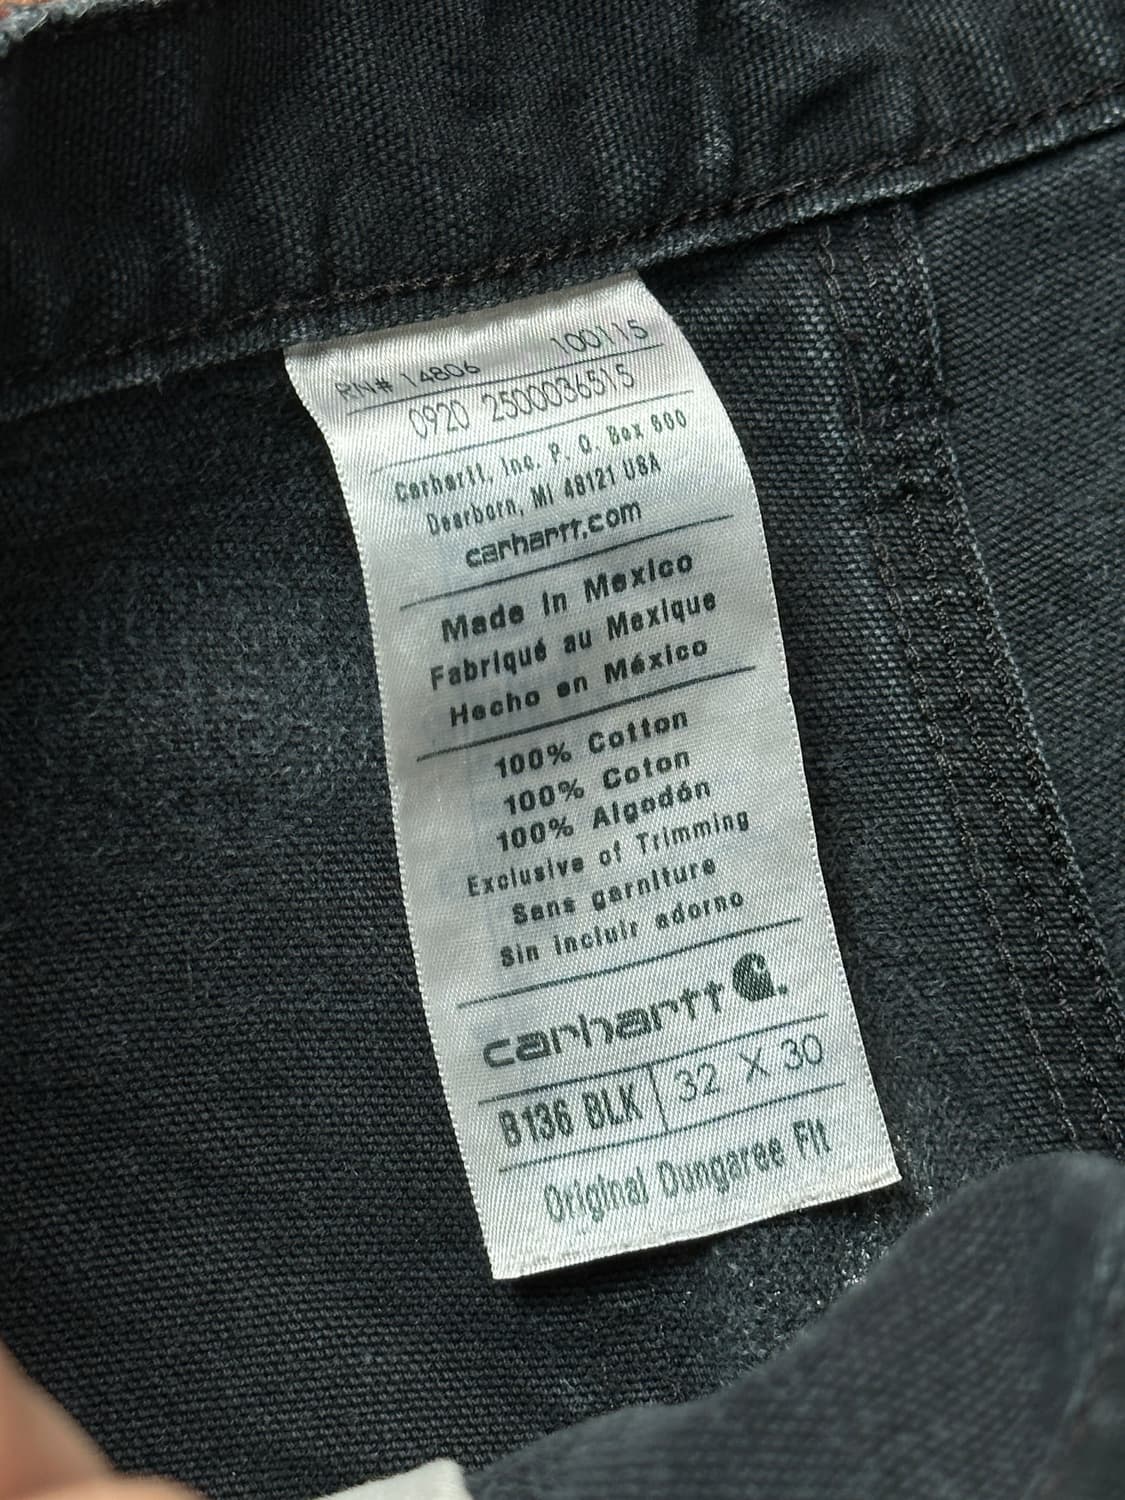 RN# 14806 100115
0920 2500036515
Carhartt, Inc. P. O. Box 600
Dearborn, MI 48121 USA
carhartt.com
Made In Mexico
Fabriqué au Mexique
Hecho en México
100% Cotton
100% Coton
100% Algodón
Exclusive of Trimming
Sans garniture
Sin incluir adorno
carhartt
B136 BLK 32 X 30
Original Dungaree Fit